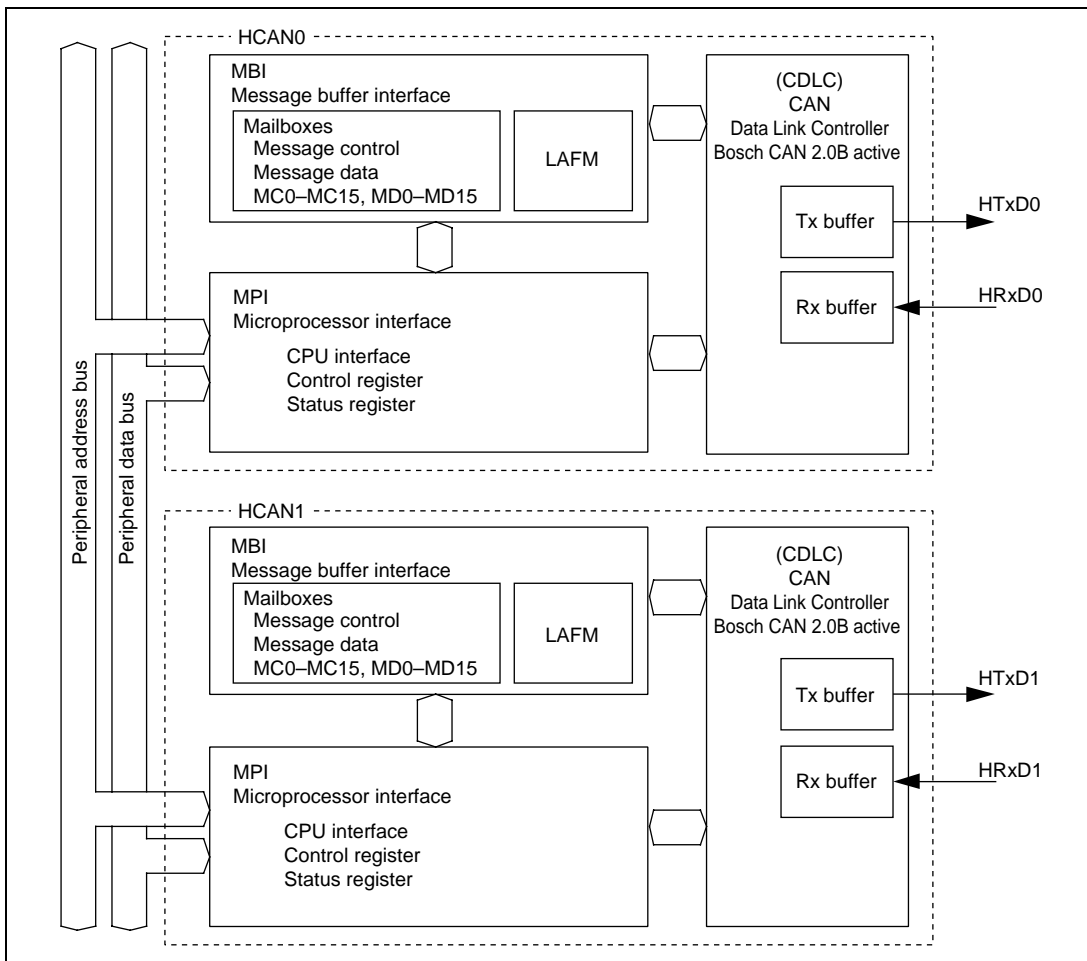 HCAN0
MBI
Message buffer interface
Mailboxes
Message control
Message data
MC0–MC15, MD0–MD15
LAFM
(CDLC)
CAN
Data Link Controller
Bosch CAN 2.0B active
Tx buffer
HTxD0
Rx buffer
HRxD0
MPI
Microprocessor interface
CPU interface
Control register
Status register
Peripheral address bus
Peripheral data bus
HCAN1
MBI
Message buffer interface
Mailboxes
Message control
Message data
MC0–MC15, MD0–MD15
LAFM
(CDLC)
CAN
Data Link Controller
Bosch CAN 2.0B active
Tx buffer
HTxD1
Rx buffer
HRxD1
MPI
Microprocessor interface
CPU interface
Control register
Status register